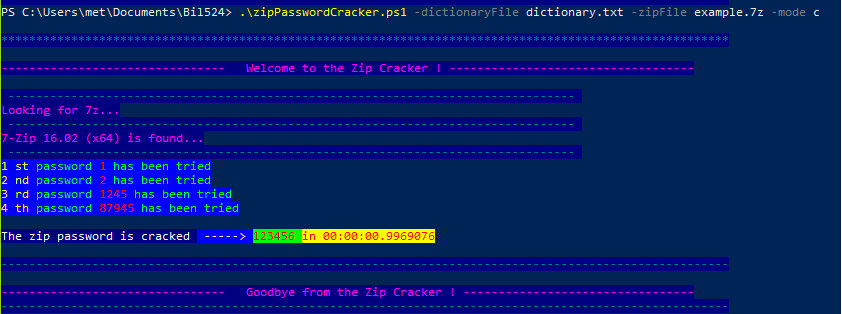 PS C:\Users\met\Documents\Bil524> .\zipPasswordCracker.ps1 -dictionaryFile dictionary.txt -zipFile example.7z -mode c
*********************************************************************************************************
-------------------------------- Welcome to the Zip Cracker ! -----------------------------------
---------------------------------------------------------------------------------
Looking for 7z...
---------------------------------------------------------------------------------
7-Zip 16.02 (x64) is found...
---------------------------------------------------------------------------------
1 st password 1 has been tried
2 nd password 2 has been tried
3 rd password 1245 has been tried
4 th password 87945 has been tried
The zip password is cracked -----> 123456 in 00:00:00.9969076
--------------------------------------------------------------------------------------------------------
-------------------------------- Goodbye from the Zip Cracker ! ---------------------------------
--------------------------------------------------------------------------------------------------------